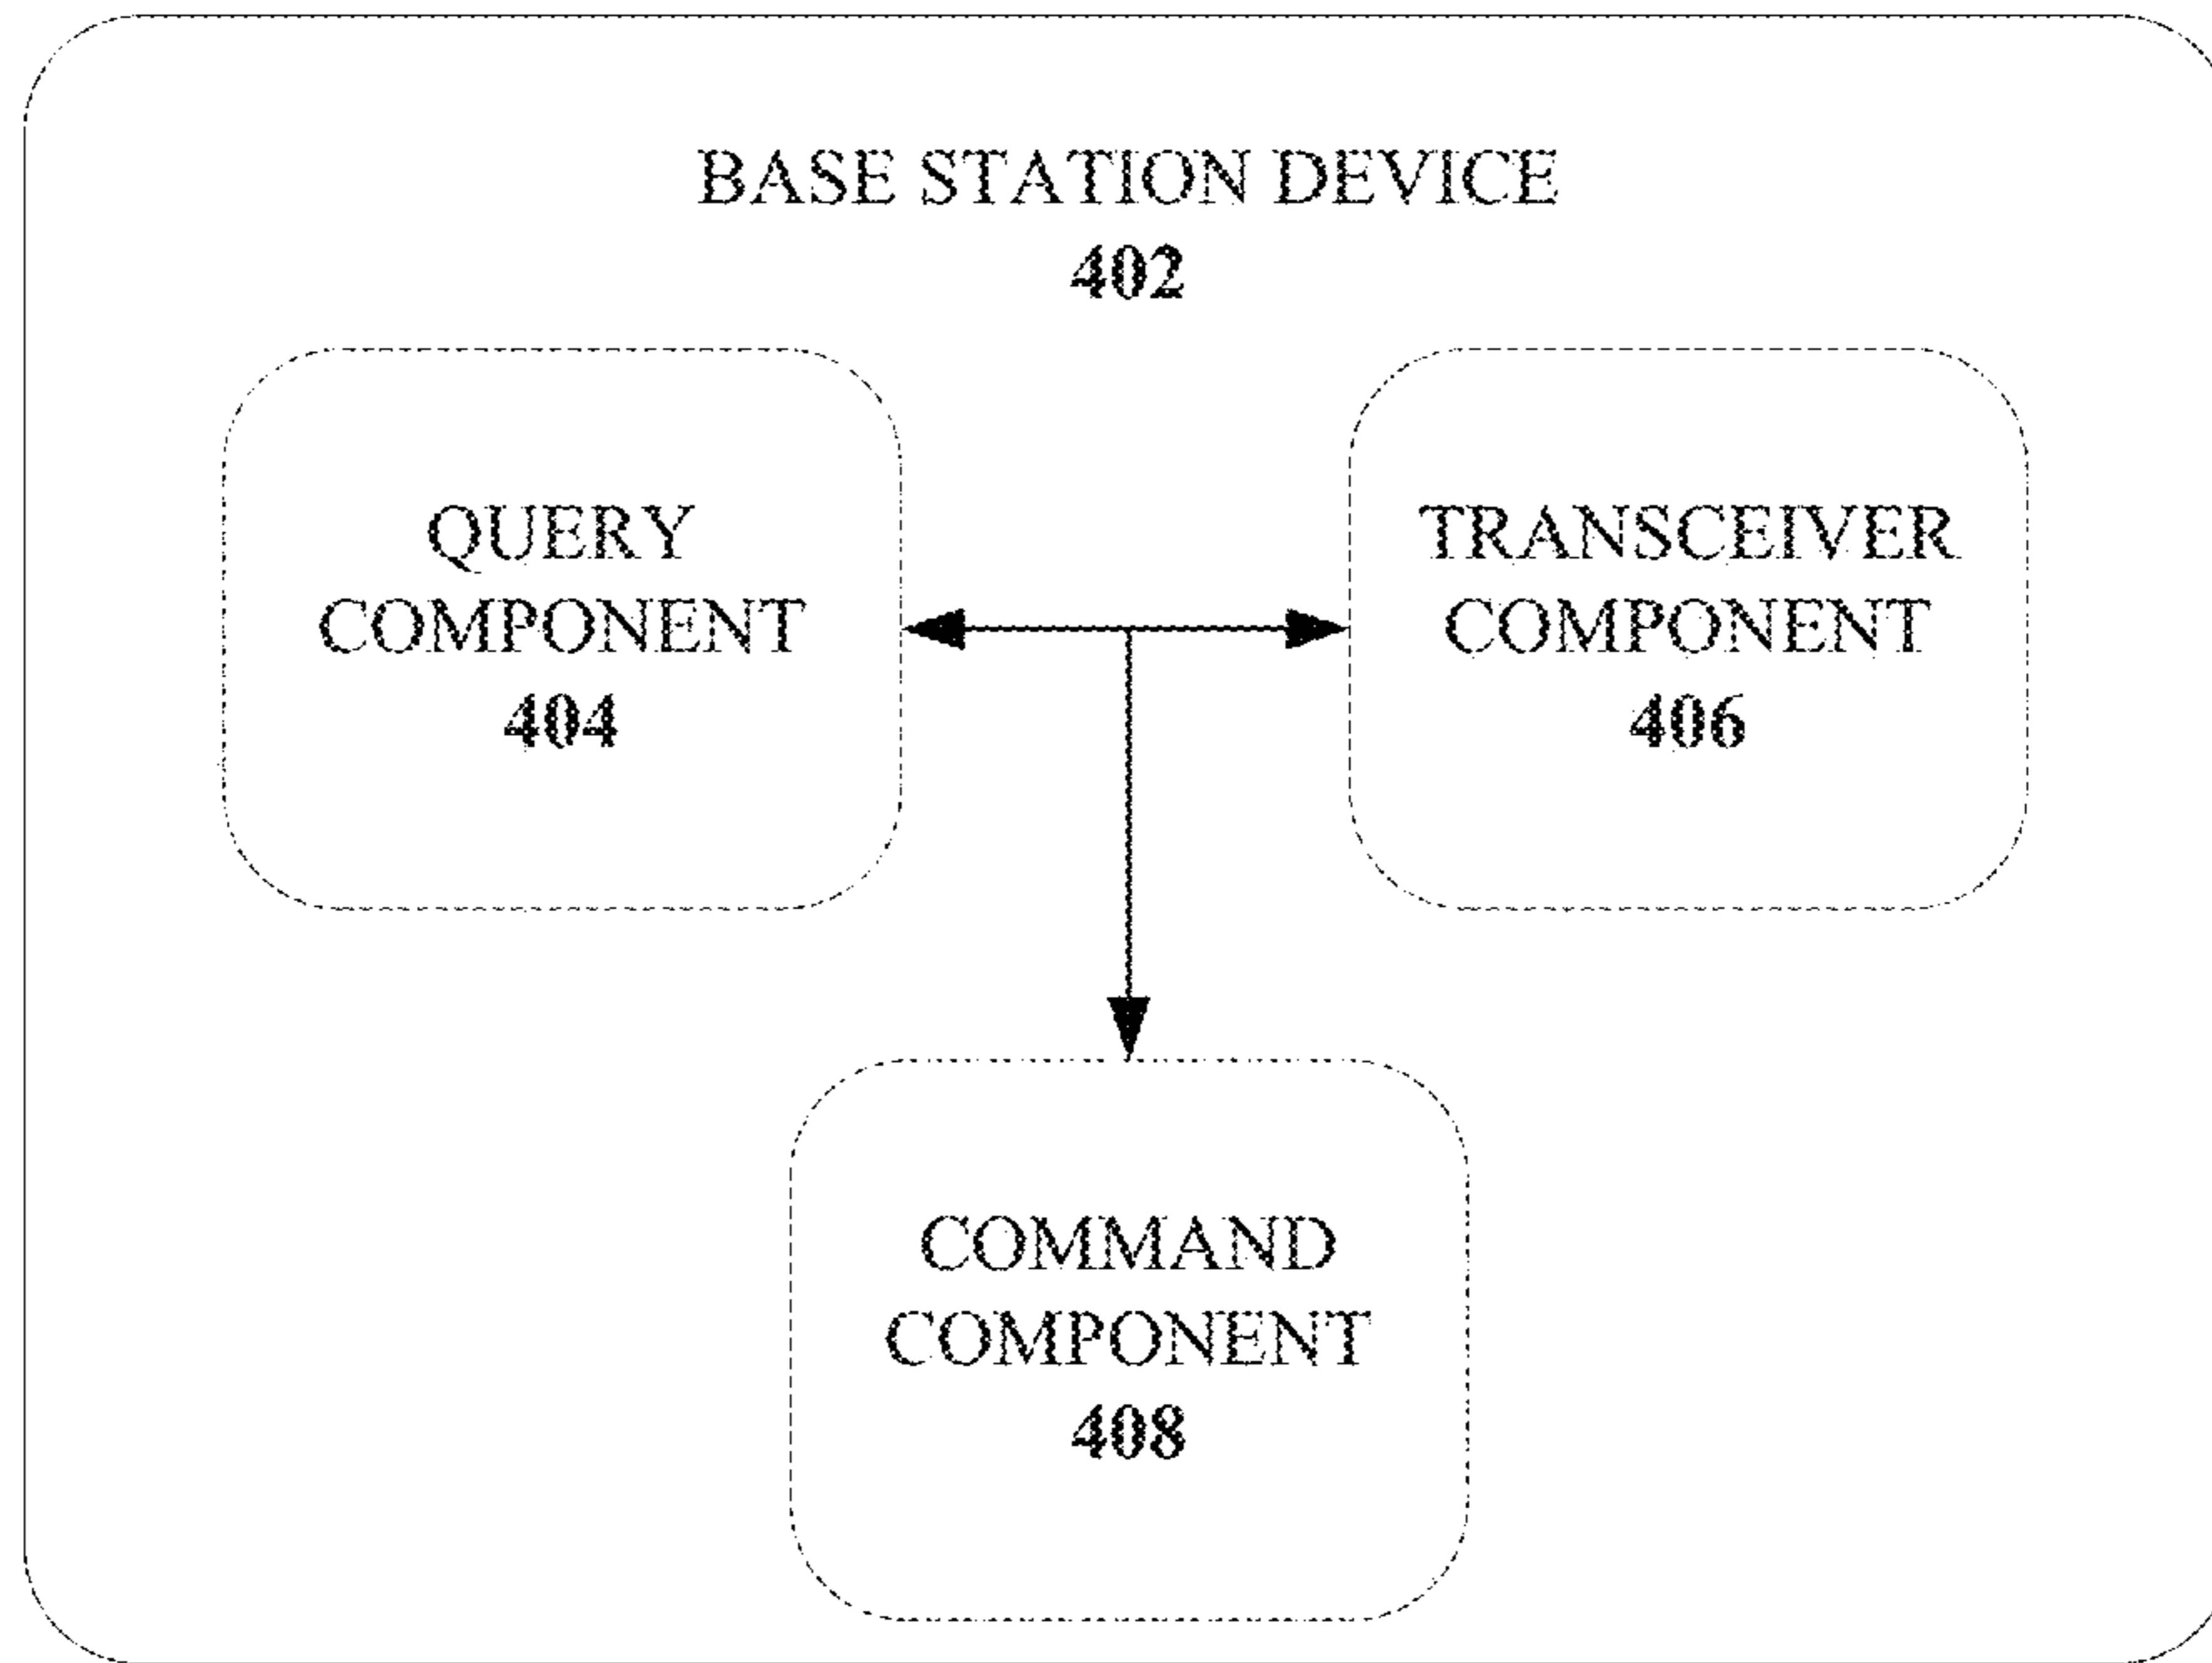 BASE STATION DEVICE
402
QUERY
COMPONENT
404
TRANSCEIVER
COMPONENT
406
COMMAND
COMPONENT
408